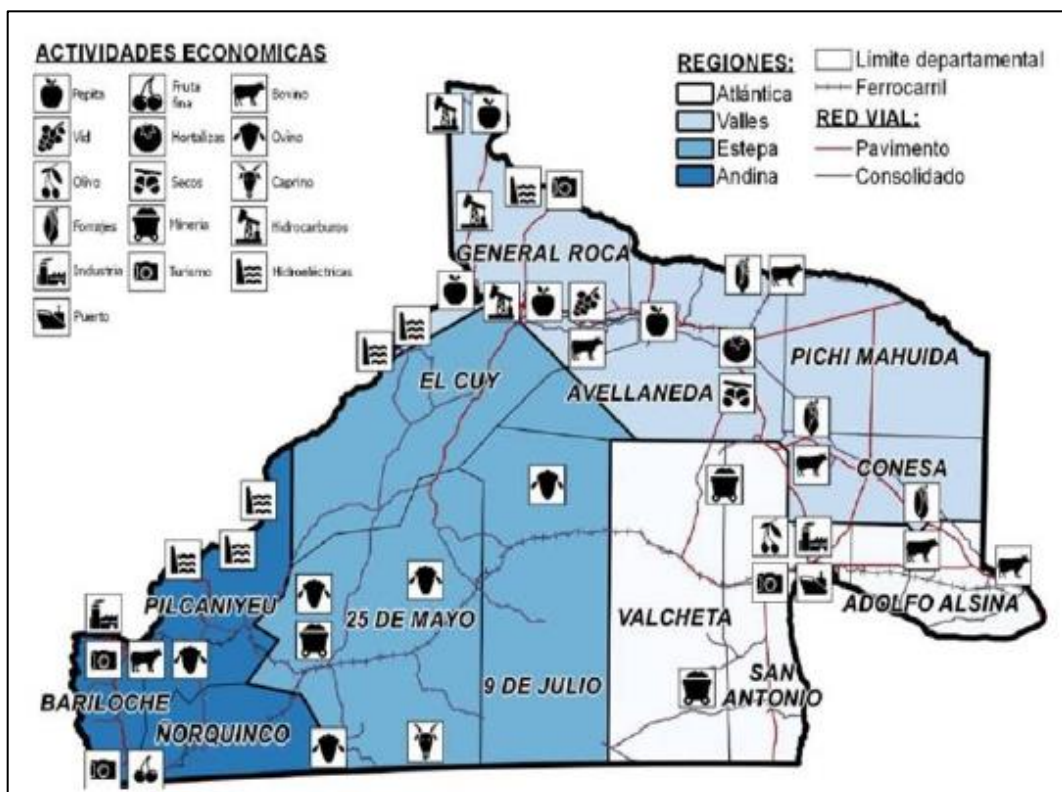 ACTIVIDADES ECONOMICAS
Pepita
Fruta fina
Bovino
Vid
Hortalizas
Ovino
Olivo
Secos
Caprino
Forrajes
Mineria
Hidrocarburos
Industria
Turismo
Hidroeléctricas
Puerto
REGIONES:
Atlántica
Valles
Estepa
Andina
Límite departamental
Ferrocarril
RED VIAL:
Pavimento
Consolidado
GENERAL ROCA
PICHI MAHUIDA
EL CUY
AVELLANEDA
CONESA
PILCANIYEU
25 DE MAYO
VALCHETA
ADOLFO ALSINA
9 DE JULIO
SAN
ANTONIO
BARILOCHE
ÑORQUINCO